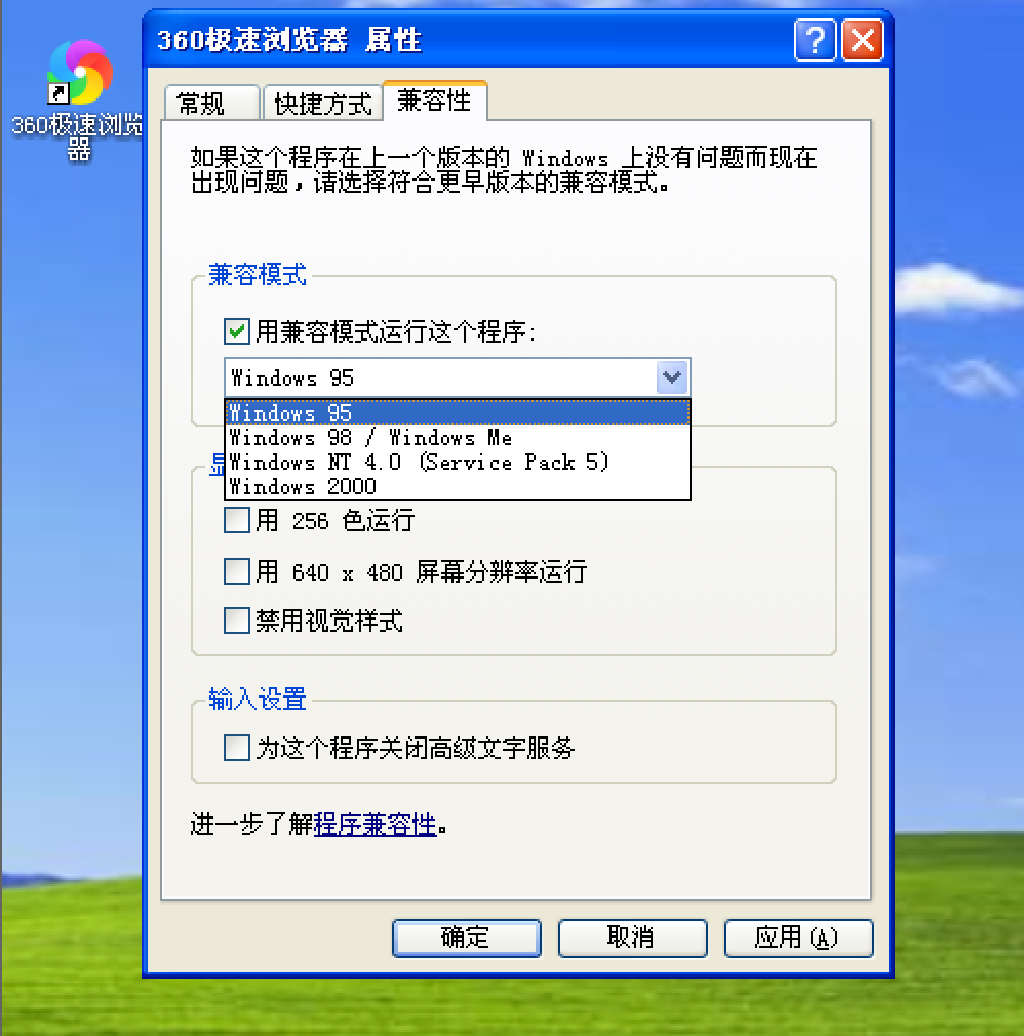 360极速浏览器 属性
360极速浏览
器
常规
快捷方式
兼容性
如果这个程序在上一个版本的 Windows 上没有问题而现在
出现问题，请选择符合更早版本的兼容模式。
兼容模式
用兼容模式运行这个程序:
Windows 95
Windows 95
Windows 98 / Windows Me
Windows NT 4.0 (Service Pack 5)
Windows 2000
用 256 色运行
用 640 x 480 屏幕分辨率运行
禁用视觉样式
输入设置
为这个程序关闭高级文字服务
进一步了解程序兼容性。
确定
取消
应用(A)